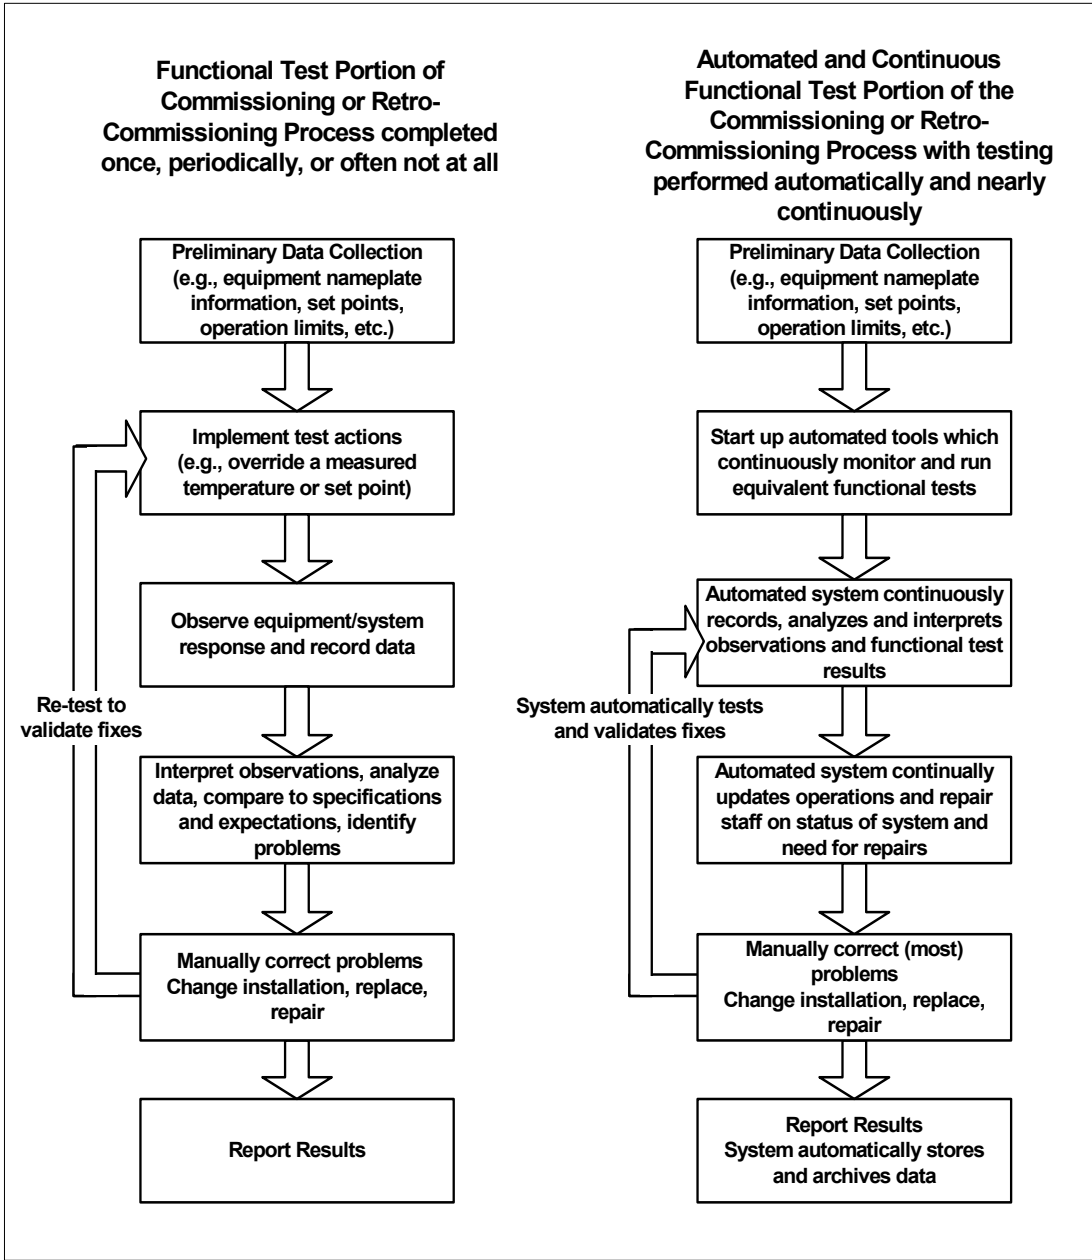 Functional Test Portion of
Commissioning or Retro-
Commissioning Process completed
once, periodically, or often not at all
Preliminary Data Collection
(e.g., equipment nameplate
information, set points,
operation limits, etc.)
Implement test actions
(e.g., override a measured
temperature or set point)
Observe equipment/system
response and record data
Re-test to
validate fixes
Interpret observations, analyze
data, compare to specifications
and expectations, identify
problems
Manually correct problems
Change installation, replace,
repair
Report Results
Automated and Continuous
Functional Test Portion of the
Commissioning or Retro-
Commissioning Process with testing
performed automatically and nearly
continuously
Preliminary Data Collection
(e.g., equipment nameplate
information, set points,
operation limits, etc.)
Start up automated tools which
continuously monitor and run
equivalent functional tests
Automated system continuously
records, analyzes and interprets
observations and functional test
results
System automatically tests
and validates fixes
Automated system continually
updates operations and repair
staff on status of system and
need for repairs
Manually correct (most)
problems
Change installation, replace,
repair
Report Results
System automatically stores
and archives data